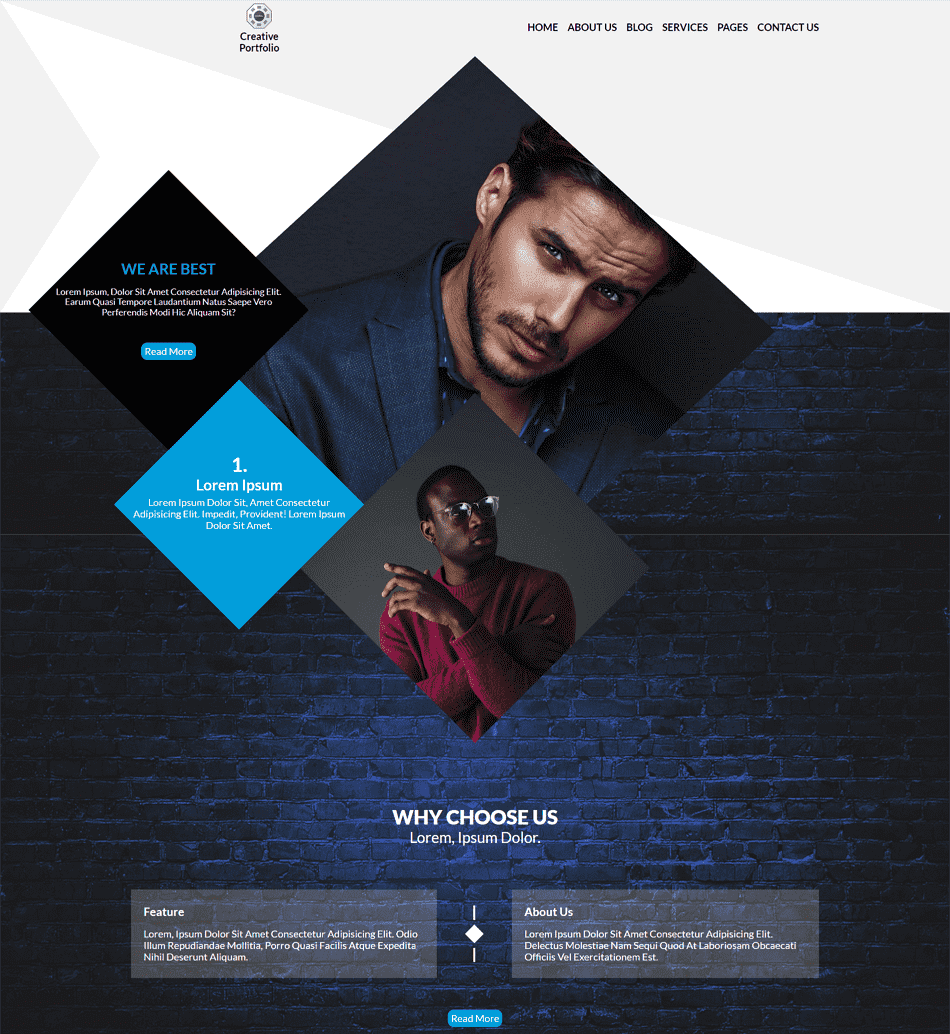 Creative
Portfolio
HOME ABOUT US BLOG SERVICES PAGES CONTACT US
WE ARE BEST
Lorem Ipsum, Dolor Sit Amet Consectetur Adipisicing Elit.
Earum Quasi Tempore Laudantium Natus Saepe Vero
Perferendis Modi Hic Aliquam Sit?
Read More
1.
Lorem Ipsum
Lorem Ipsum Dolor Sit, Amet Consectetur
Adipisicing Elit. Impedit, Provident! Lorem Ipsum
Dolor Sit Amet.
WHY CHOOSE US
Lorem, Ipsum Dolor.
Feature
Lorem, Ipsum Dolor Sit Amet Consectetur Adipisicing Elit. Odio
Illum Repudiandae Mollitia, Porro Quasi Facilis Atque Expedita
Nihil Deserunt Aliquam.
About Us
Lorem Ipsum Dolor Sit Amet Consectetur Adipisicing Elit.
Delectus Molestiae Nam Sequi Quod At Laboriosam Obcaecati
Officiis Vel Exercitationem Est.
Read More